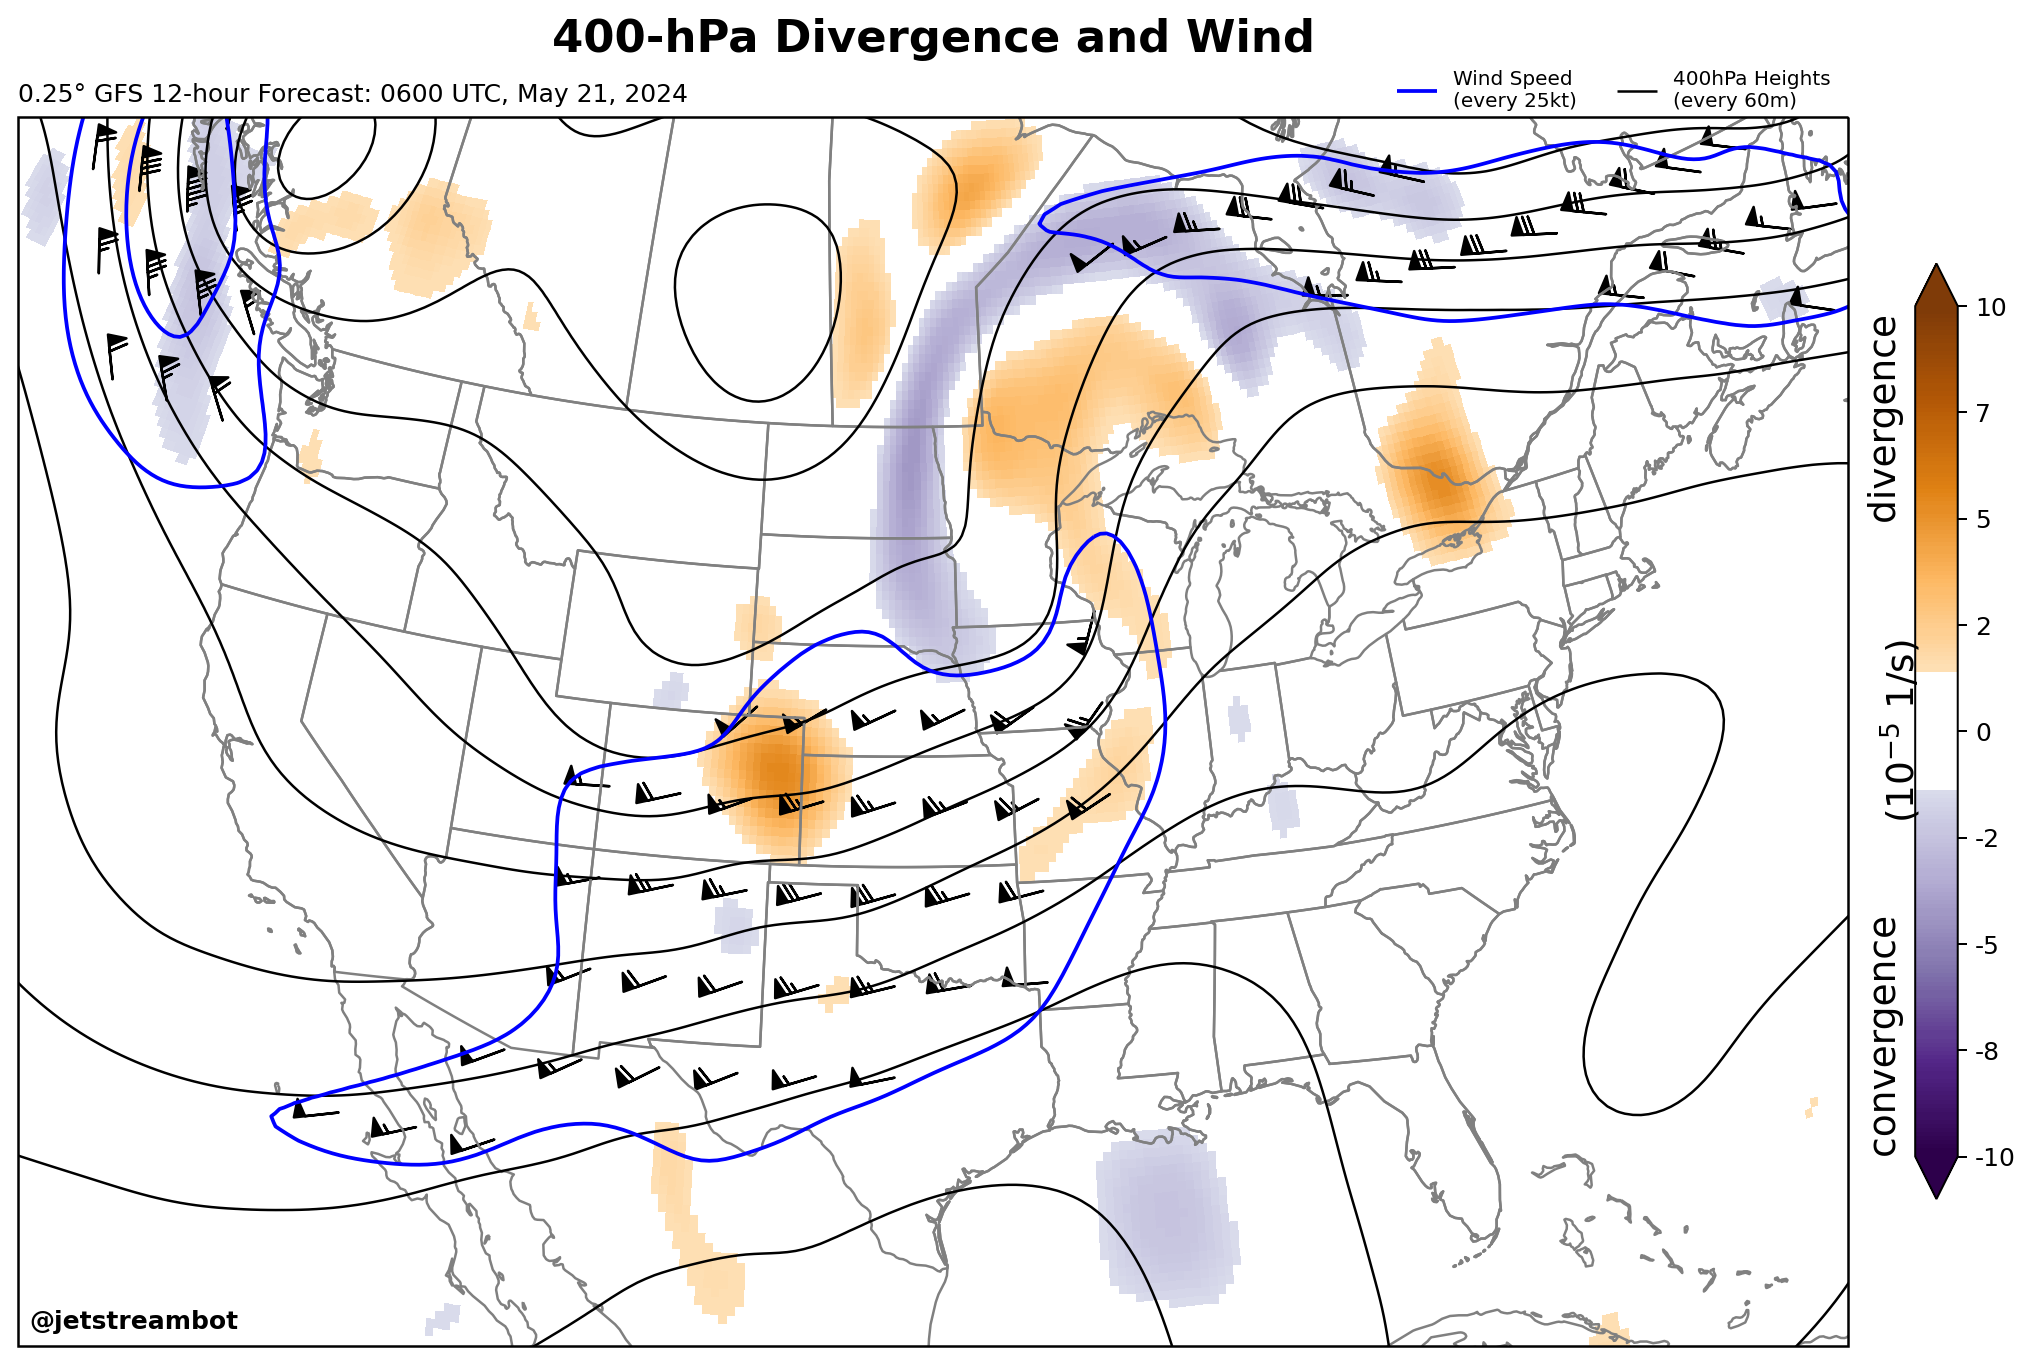 400-hPa Divergence and Wind
0.25° GFS 12-hour Forecast: 0600 UTC, May 21, 2024
Wind Speed
(every 25kt)
400hPa Heights
(every 60m)
divergence
(10⁻⁵ 1/s)
convergence
10
7
5
2
0
-2
-5
-8
-10
@jetstreambot